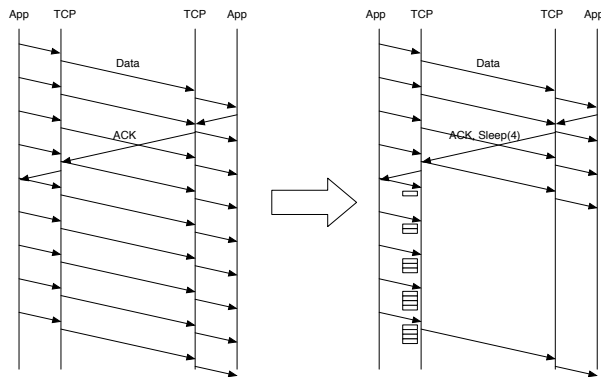 App TCP TCP App App TCP TCP App
Data Data
ACK ACK, Sleep(4)